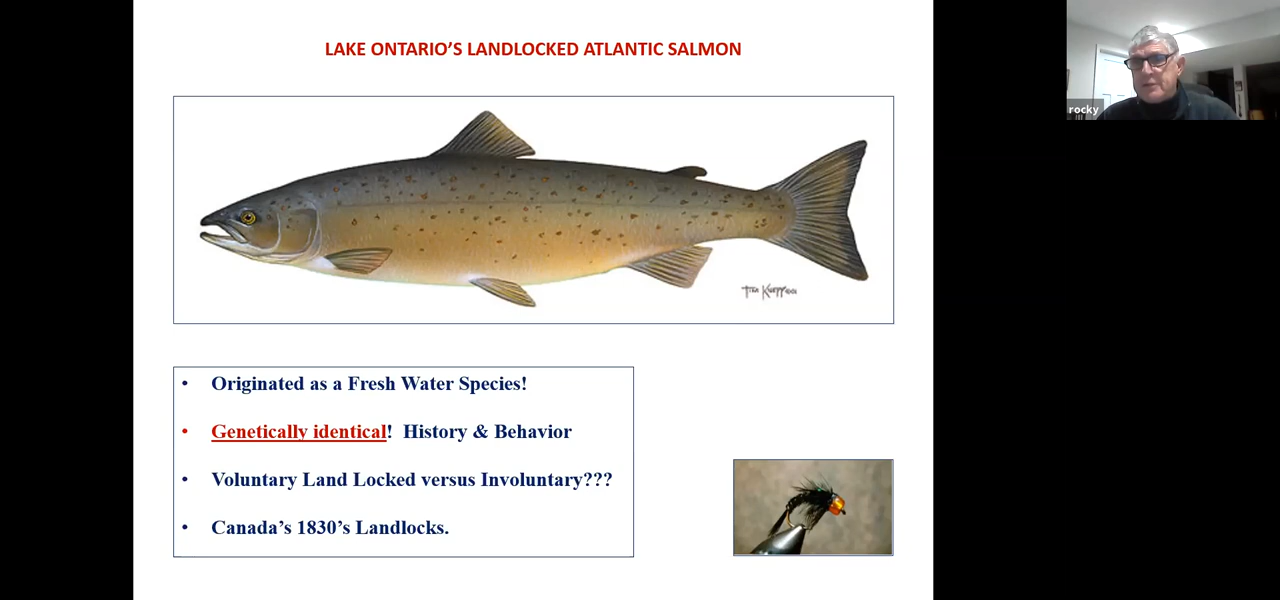 LAKE ONTARIO'S LANDLOCKED ATLANTIC SALMON
rocky
• Originated as a Fresh Water Species!
• Genetically identical! History & Behavior
• Voluntary Land Locked versus Involuntary???
• Canada's 1830's Landlocks.